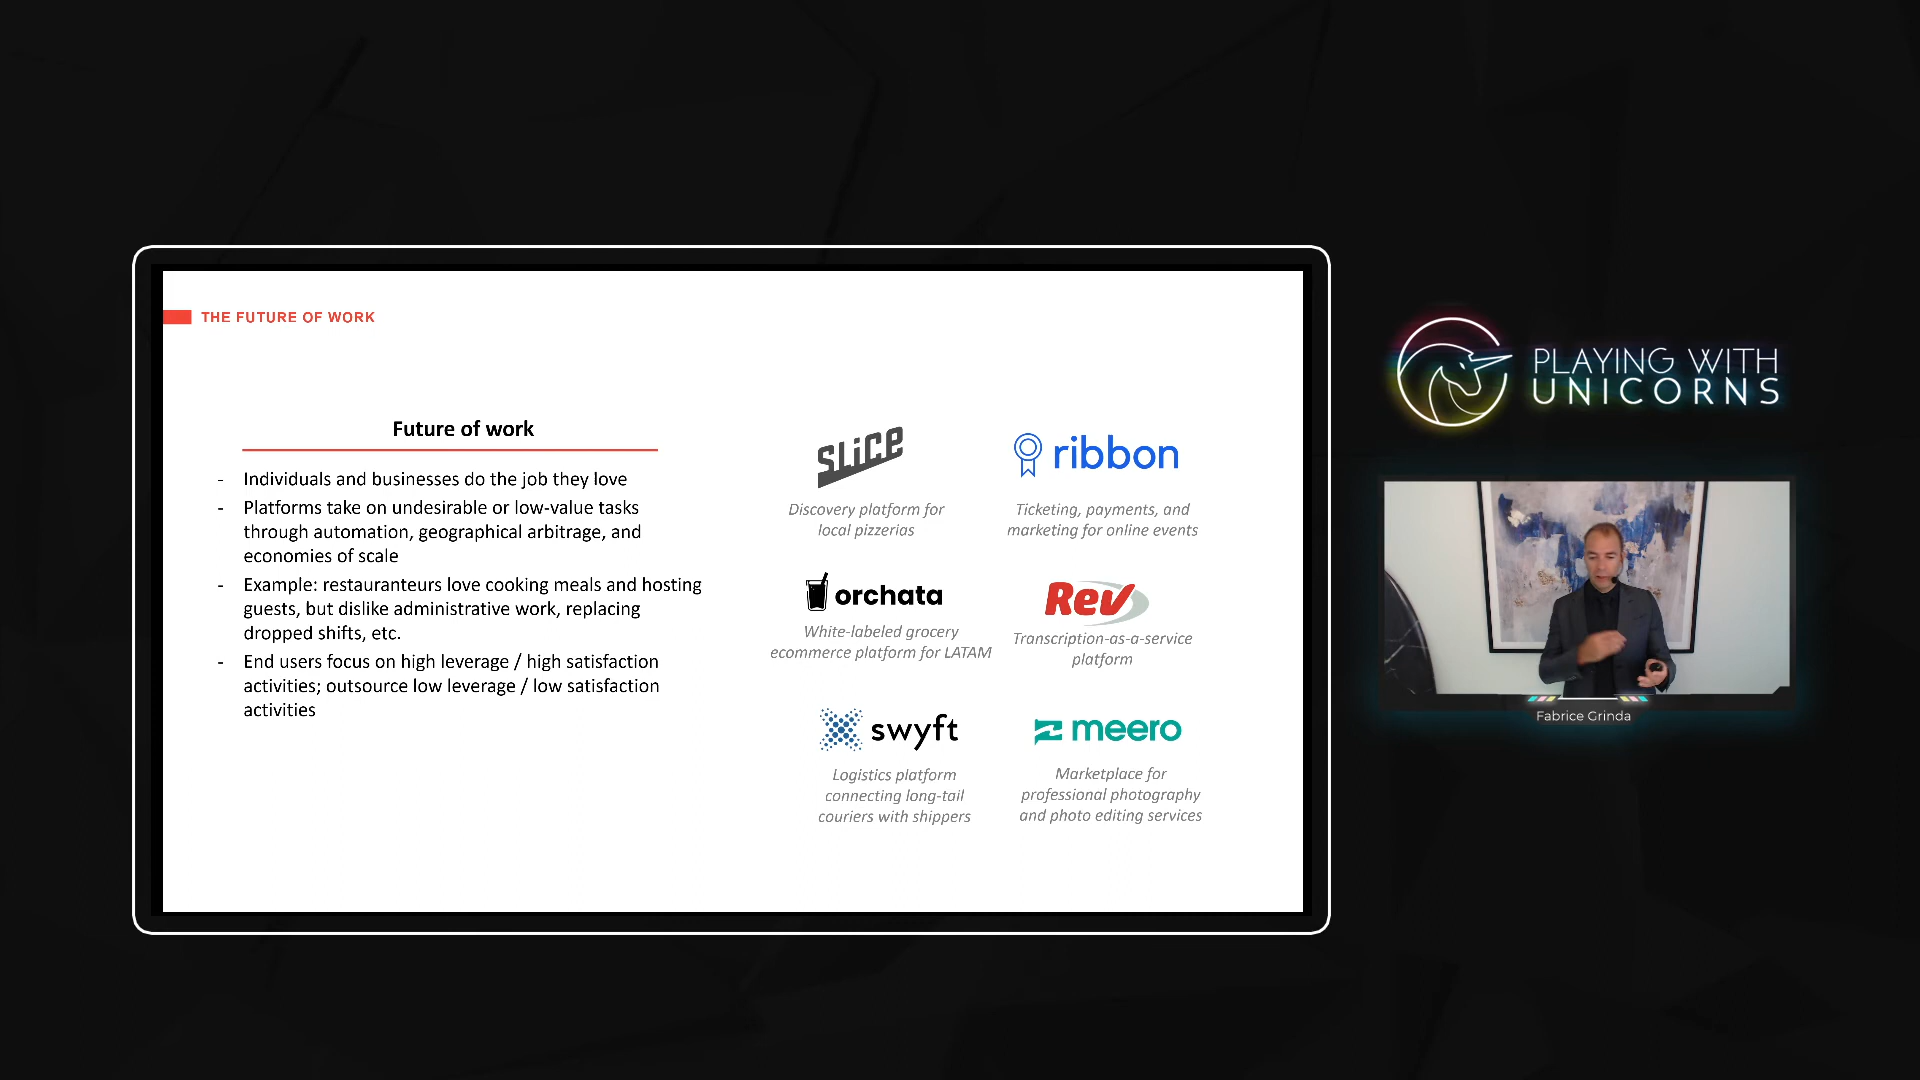 THE FUTURE OF WORK
Future of work
- Individuals and businesses do the job they love
- Platforms take on undesirable or low-value tasks
through automation, geographical arbitrage, and
economies of scale
- Example: restauranteurs love cooking meals and hosting
guests, but dislike administrative work, replacing
dropped shifts, etc.
- End users focus on high leverage / high satisfaction
activities; outsource low leverage / low satisfaction
activities
SLiCE
Discovery platform for
local pizzerias
ribbon
Ticketing, payments, and
marketing for online events
orchata
White-labeled grocery
ecommerce platform for LATAM
Rev
Transcription-as-a-service
platform
swyft
Logistics platform
connecting long-tail
couriers with shippers
meero
Marketplace for
professional photography
and photo editing services
PLAYING WITH
UNICORNS
Fabrice Grinda